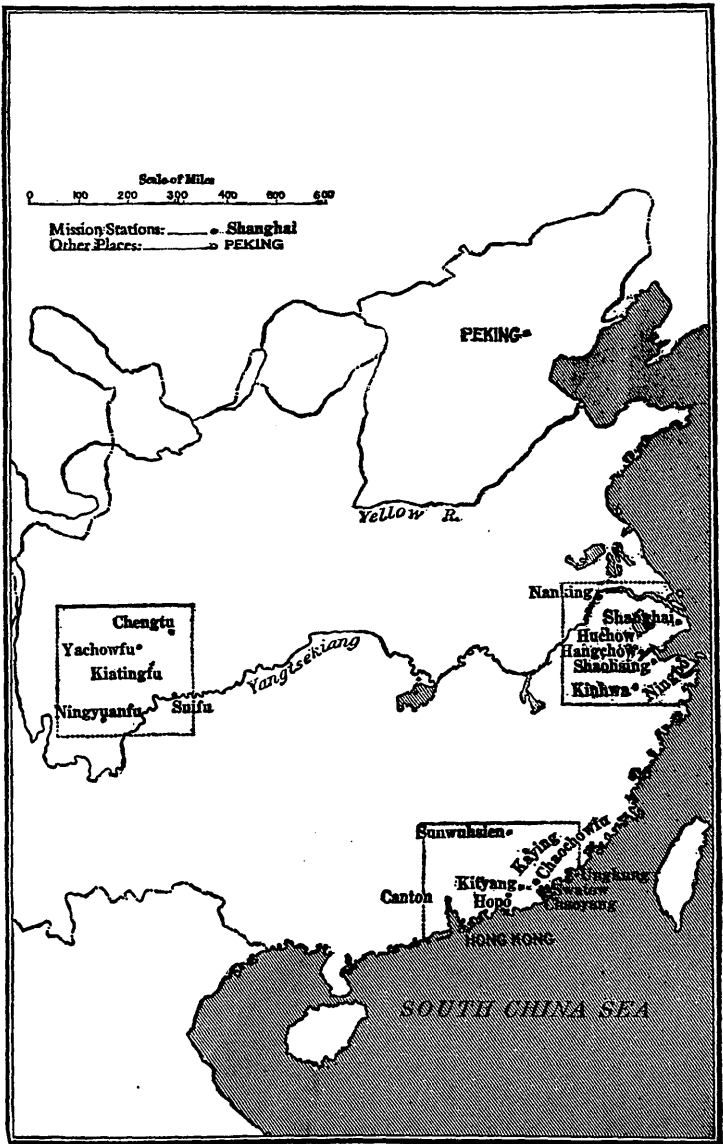 Scale of Miles
0 100 200 300 400 500 600
Mission Stations: Shanghai
Other Places: PEKING
PEKING
Yellow R.
Nanking
Chengtu
Shanghai
Huchow
Yachowfu
Hangchow
Kiatingfu
Shaohsing
Yangtsekiang
Kinhwa
Ningpo
Ningyuanfu
Suifu
Sunwuhsien
Kaying
Chaochowfu
Kityang
Ungkung
Canton
Hopo
Swatow
Chaoyang
HONG KONG
SOUTH CHINA SEA